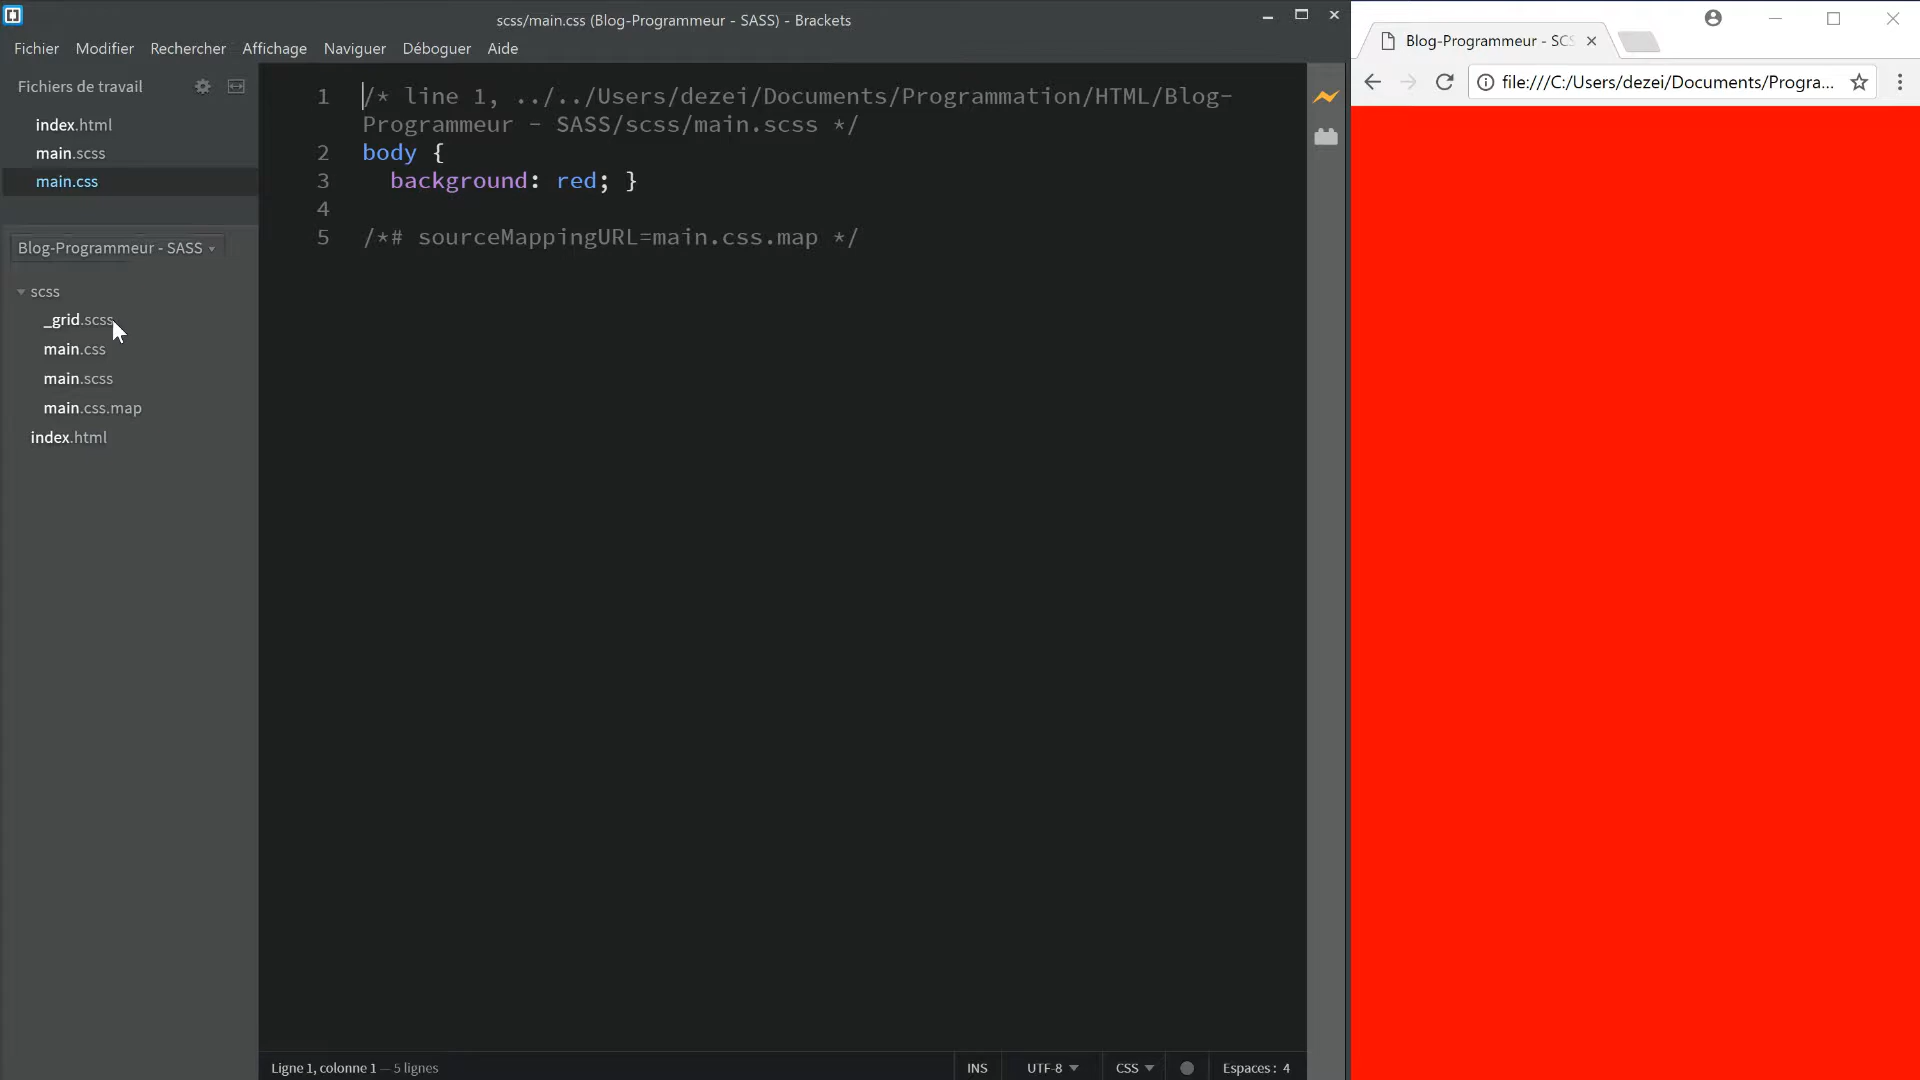 scss/main.css (Blog-Programmeur - SASS) - Brackets
Fichier Modifier Rechercher Affichage Naviguer Déboguer Aide
Fichiers de travail
index.html
main.scss
main.css
Blog-Programmeur - SASS
scss
_grid.scss
main.css
main.scss
main.css.map
index.html
1 /* line 1, ../../Users/dezei/Documents/Programmation/HTML/Blog-
Programmeur - SASS/scss/main.scss */
2 body {
3 background: red; }
4
5 /*# sourceMappingURL=main.css.map */
Ligne 1, colonne 1 — 5 lignes
INS UTF-8 CSS Espaces : 4
Blog-Programmeur - SCS
file:///C:/Users/dezei/Documents/Progra...